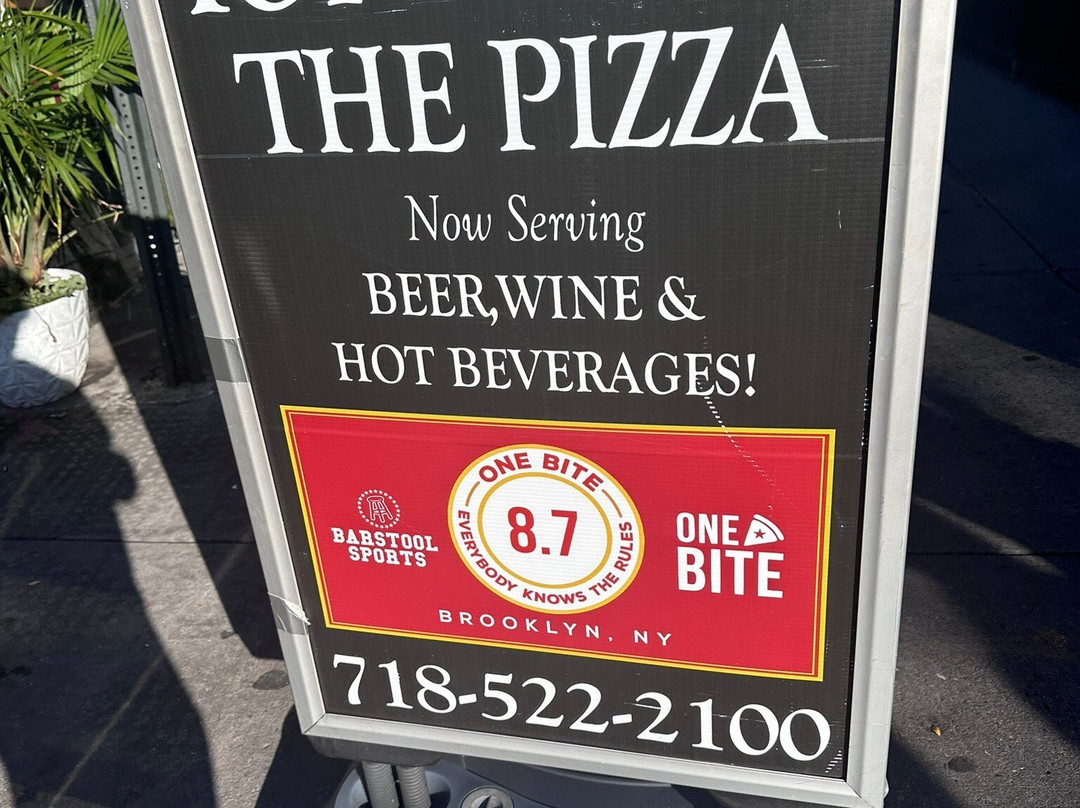 THE PIZZA
Now Serving
BEER,WINE &
HOT BEVERAGES!
BARSTOOL
SPORTS
ONE BITE
8.7
EVERYBODY KNOWS THE RULES
ONE
BITE
BROOKLYN, NY
718-522-2100